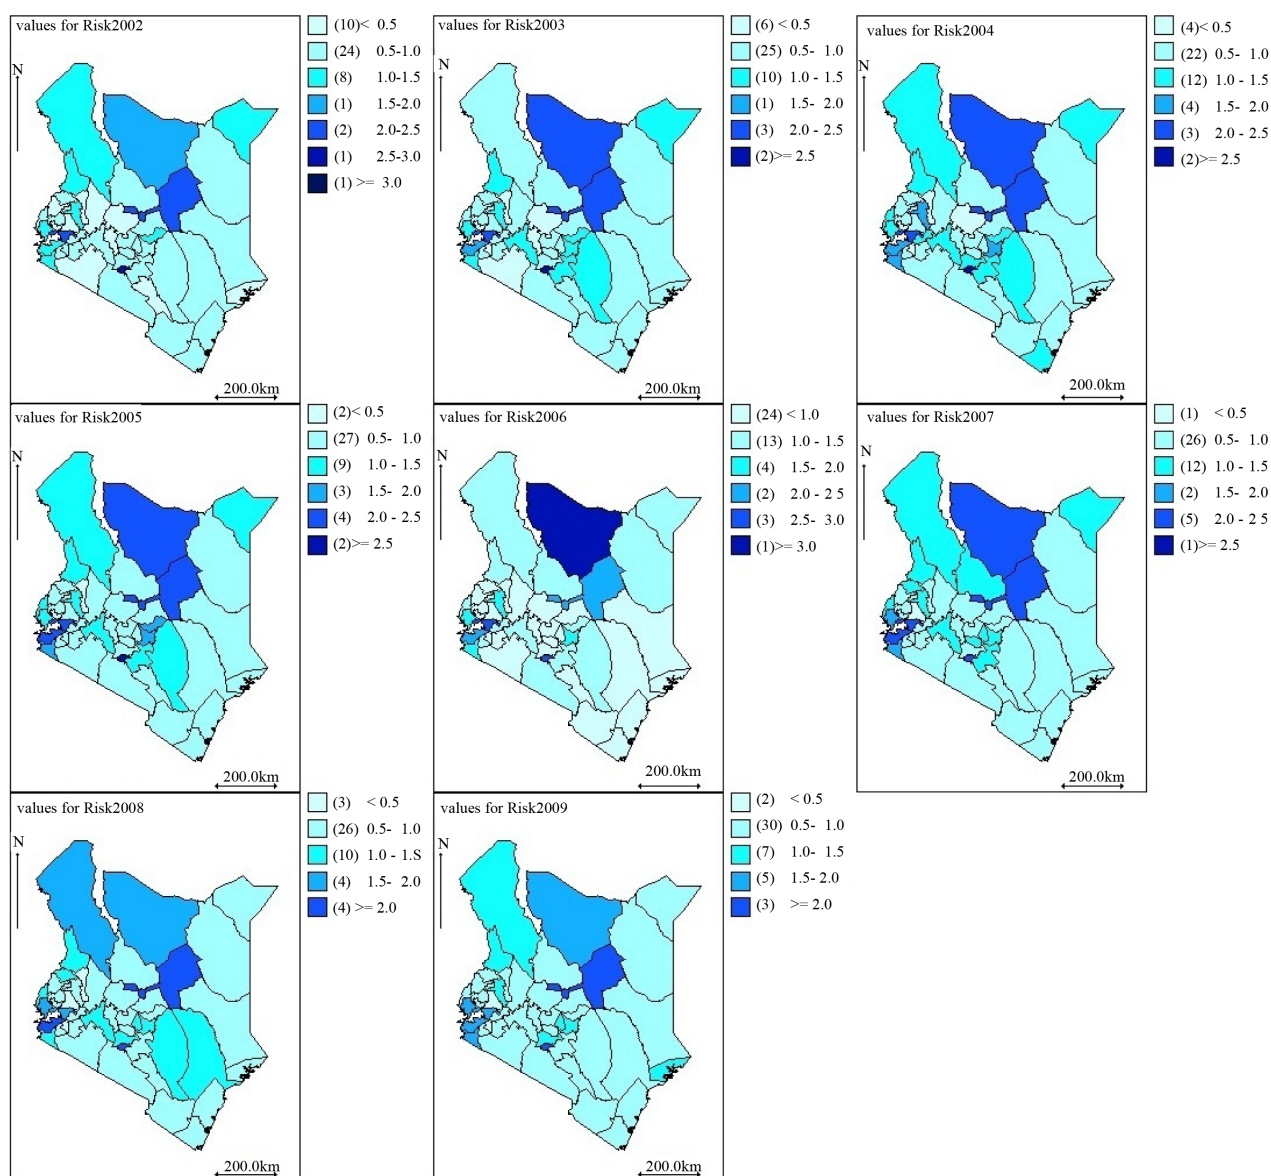 values for Risk2002
N
200.0km
(10)< 0.5
(24) 0.5-1.0
(8) 1.0-1.5
(1) 1.5-2.0
(2) 2.0-2.5
(1) 2.5-3.0
(1) >= 3.0
values for Risk2003
N
200.0km
(6) < 0.5
(25) 0.5- 1.0
(10) 1.0 - 1.5
(1) 1.5- 2.0
(3) 2.0 - 2.5
(2)>= 2.5
values for Risk2004
N
200.0km
(4)< 0.5
(22) 0.5- 1.0
(12) 1.0 - 1.5
(4) 1.5- 2.0
(3) 2.0 - 2.5
(2)>= 2.5
values for Risk2005
N
200.0km
(2)< 0.5
(27) 0.5- 1.0
(9) 1.0 - 1.5
(3) 1.5- 2.0
(4) 2.0 - 2.5
(2)>= 2.5
values for Risk2006
N
200.0km
(24) < 1.0
(13) 1.0 - 1.5
(4) 1.5- 2.0
(2) 2.0 - 2 5
(3) 2.5- 3.0
(1)>= 3.0
values for Risk2007
N
200.0km
(1) < 0.5
(26) 0.5- 1.0
(12) 1.0 - 1.5
(2) 1.5- 2.0
(5) 2.0 - 2 5
(1)>= 2.5
values for Risk2008
N
200.0km
(3) < 0.5
(26) 0.5- 1.0
(10) 1.0 - 1.S
(4) 1.5- 2.0
(4) >= 2.0
values for Risk2009
N
200.0km
(2) < 0.5
(30) 0.5- 1.0
(7) 1.0- 1.5
(5) 1.5- 2.0
(3) >= 2.0